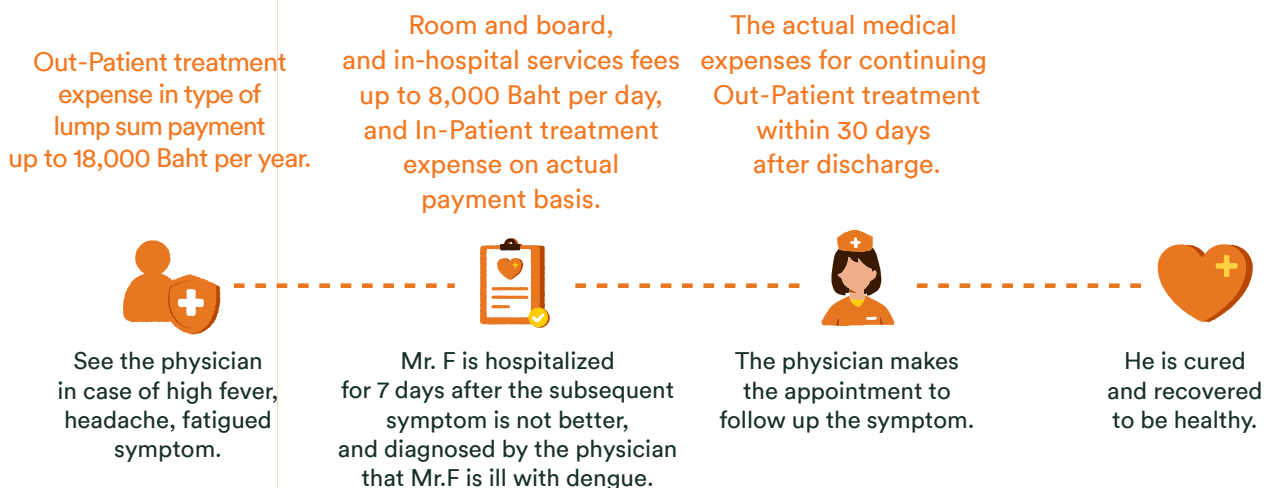 Out-Patient treatment
expense in type of
lump sum payment
up to 18,000 Baht per year.
Room and board,
and in-hospital services fees
up to 8,000 Baht per day,
and In-Patient treatment
expense on actual
payment basis.
The actual medical
expenses for continuing
Out-Patient treatment
within 30 days
after discharge.
See the physician
in case of high fever,
headache, fatigued
symptom.
Mr. F is hospitalized
for 7 days after the subsequent
symptom is not better,
and diagnosed by the physician
that Mr.F is ill with dengue.
The physician makes
the appointment to
follow up the symptom.
He is cured
and recovered
to be healthy.